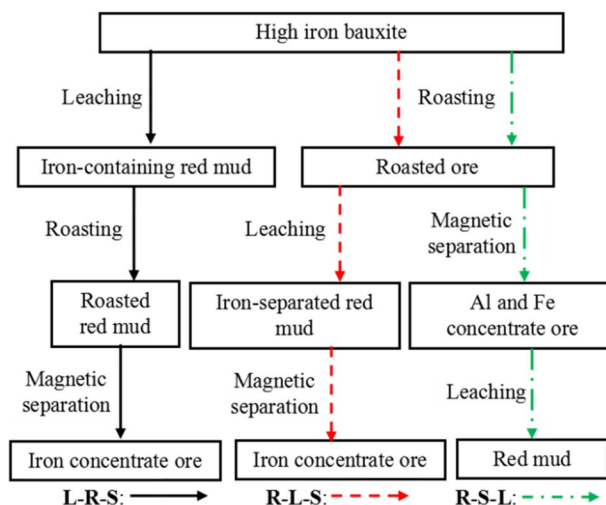 High iron bauxite
Leaching
Roasting
Iron-containing red mud
Roasted ore
Roasting
Leaching
Magnetic
separation
Roasted
red mud
Iron-separated red
mud
Al and Fe
concentrate ore
Magnetic
separation
Magnetic
separation
Leaching
Iron concentrate ore
Iron concentrate ore
Red mud
L-R-S:
R-L-S:
R-S-L: